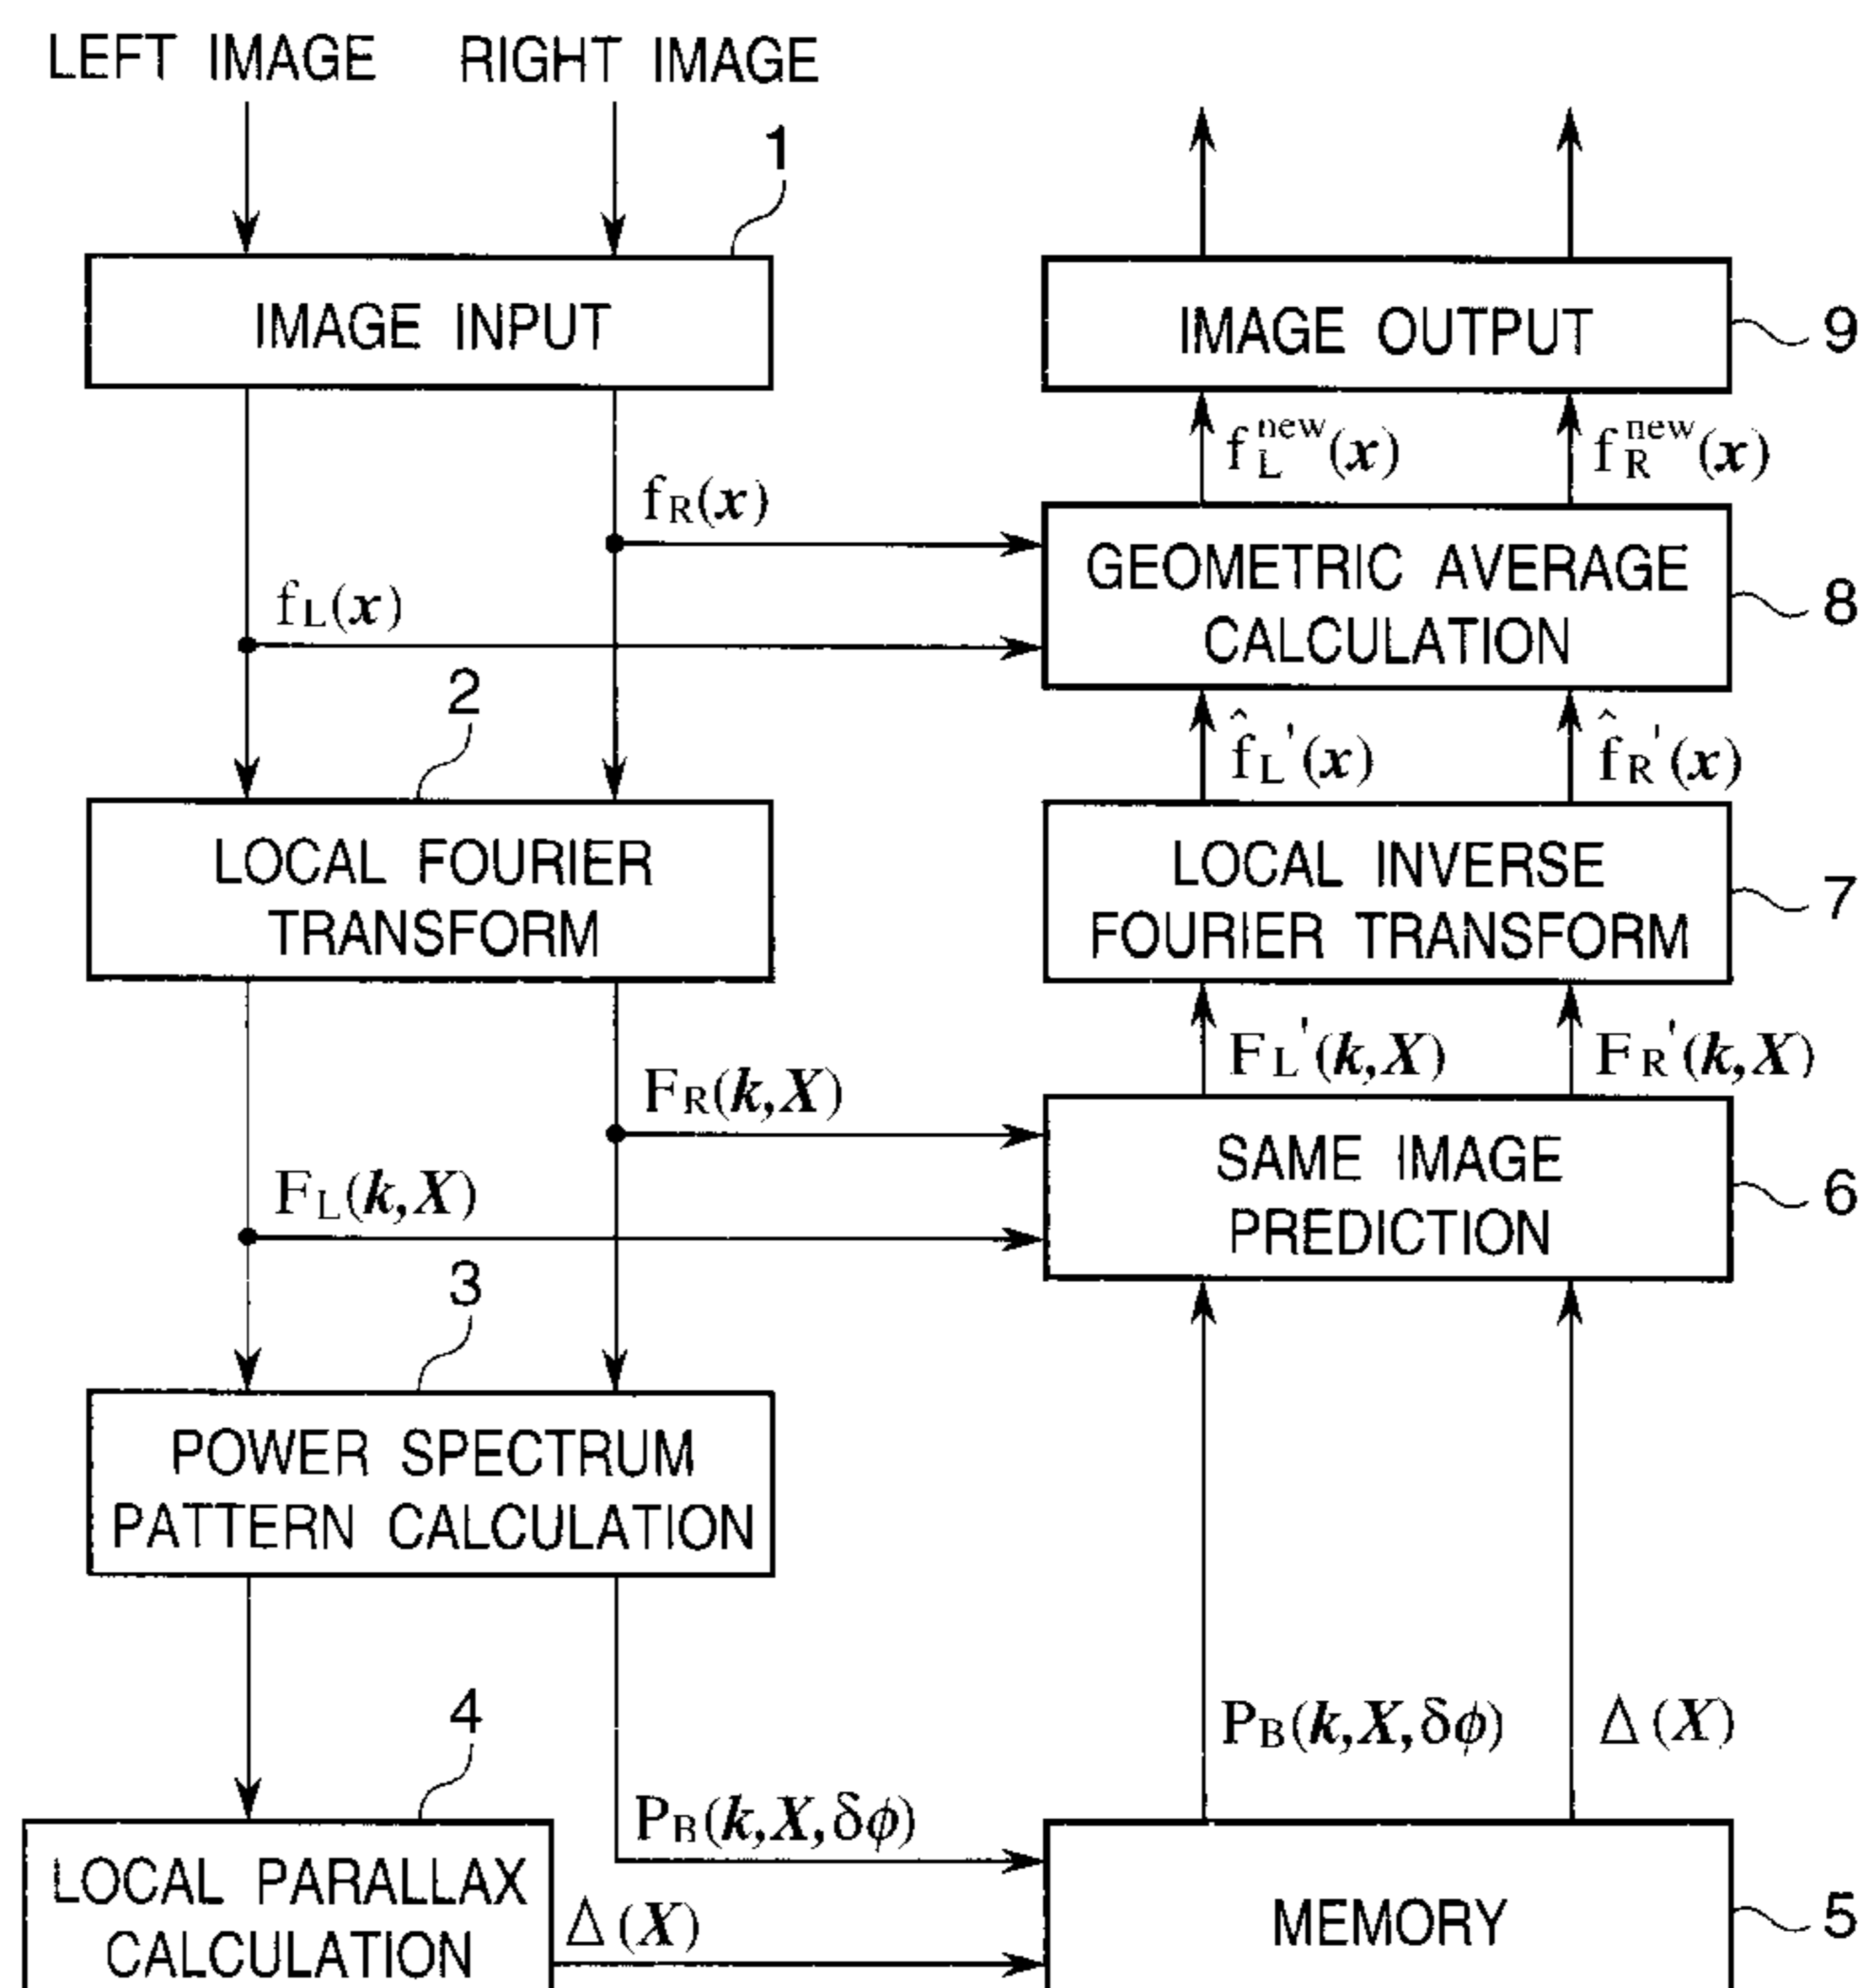 LEFT IMAGE RIGHT IMAGE
1
IMAGE INPUT
IMAGE OUTPUT
9
f_L^new(x) f_R^new(x)
f_R(x)
f_L(x)
GEOMETRIC AVERAGE
CALCULATION
8
2
f̂_L'(x) f̂_R'(x)
LOCAL FOURIER
TRANSFORM
LOCAL INVERSE
FOURIER TRANSFORM
7
F_L'(k,X) F_R'(k,X)
F_R(k,X)
F_L(k,X)
SAME IMAGE
PREDICTION
6
3
POWER SPECTRUM
PATTERN CALCULATION
P_B(k,X,δϕ) Δ(X)
4
P_B(k,X,δϕ)
LOCAL PARALLAX
CALCULATION
Δ(X)
MEMORY
5